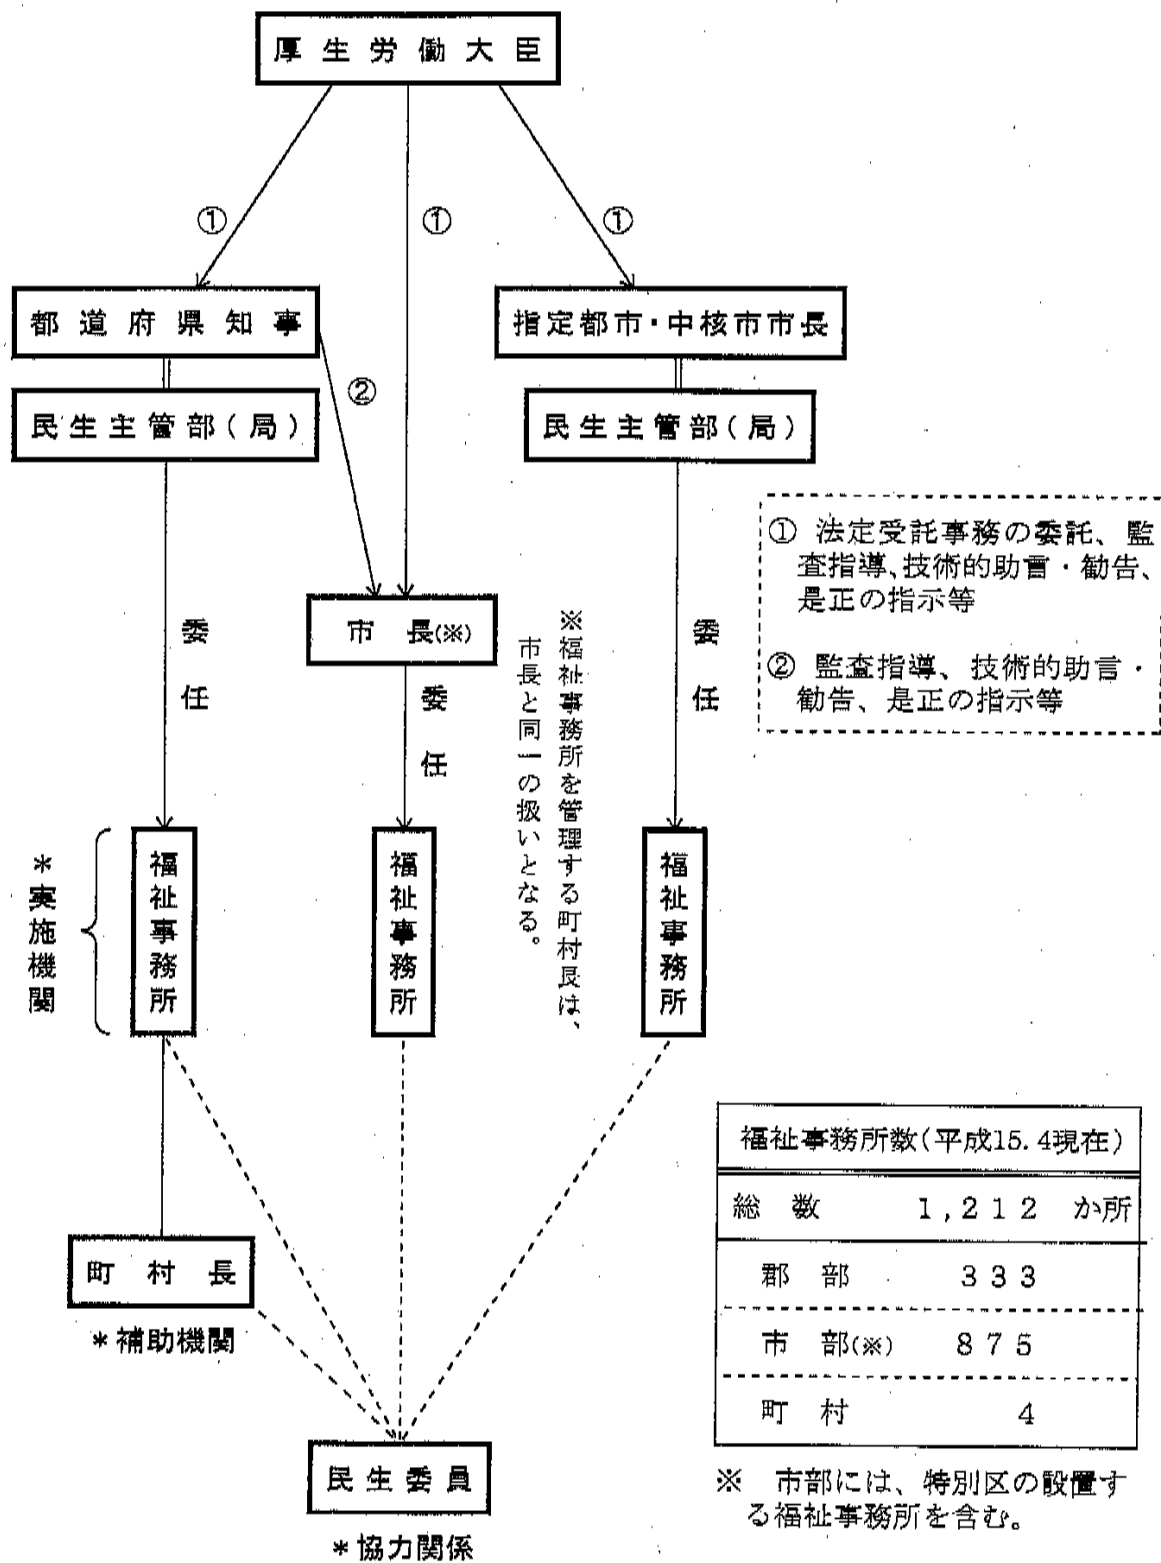 厚生労働大臣
①
①
①
都道府県知事
指定都市・中核市市長
②
民生主管部(局)
民生主管部(局)
① 法定受託事務の委託、監
査指導、技術的助言・勧告、
是正の指示等
② 監査指導、技術的助言・
勧告、是正の指示等
市長(※)
委任
委任
委任
※福祉事務所を管理する町村長は、
市長と同一の扱いとなる。
*実施機関
福祉事務所
福祉事務所
福祉事務所
町村長
*補助機関
民生委員
*協力関係
福祉事務所数(平成15.4現在)
総数 1,212 か所
郡部 333
市部(※) 875
町村 4
※ 市部には、特別区の設置す
る福祉事務所を含む。